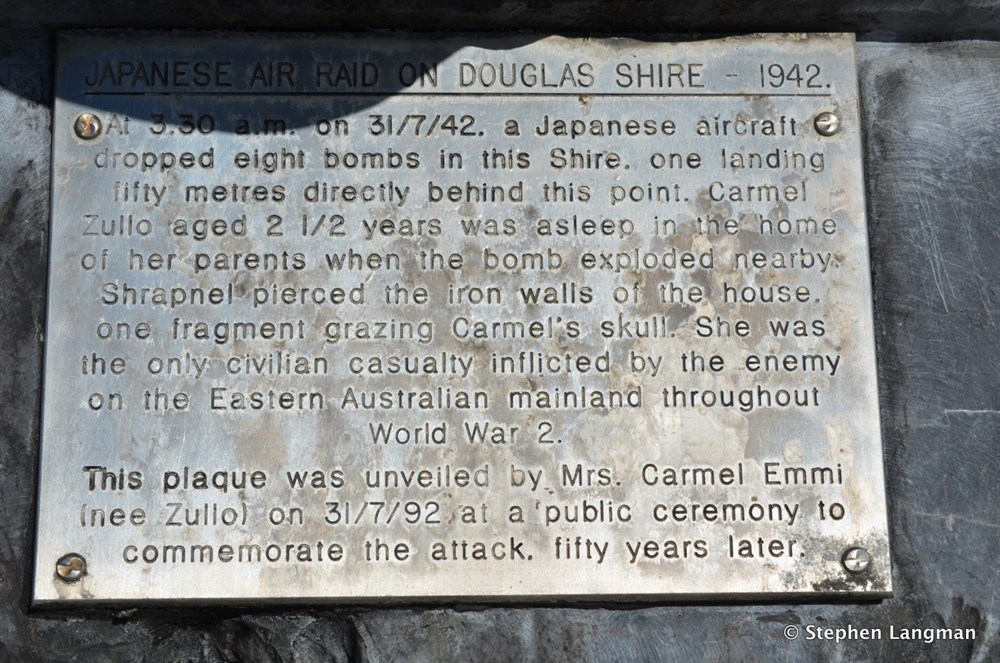 JAPANESE AIR RAID ON DOUGLAS SHIRE - 1942.
At 3.30 a.m. on 31/7/42. a Japanese aircraft
dropped eight bombs in this Shire. one landing
fifty metres directly behind this point. Carmel
Zullo aged 2 1/2 years was asleep in the home
of her parents when the bomb exploded nearby.
Shrapnel pierced the iron walls of the house.
one fragment grazing Carmel's skull. She was
the only civilian casualty inflicted by the enemy
on the Eastern Australian mainland throughout
World War 2.
This plaque was unveiled by Mrs. Carmel Emmi
(nee Zullo) on 31/7/92 at a public ceremony to
commemorate the attack. fifty years later.
© Stephen Langman